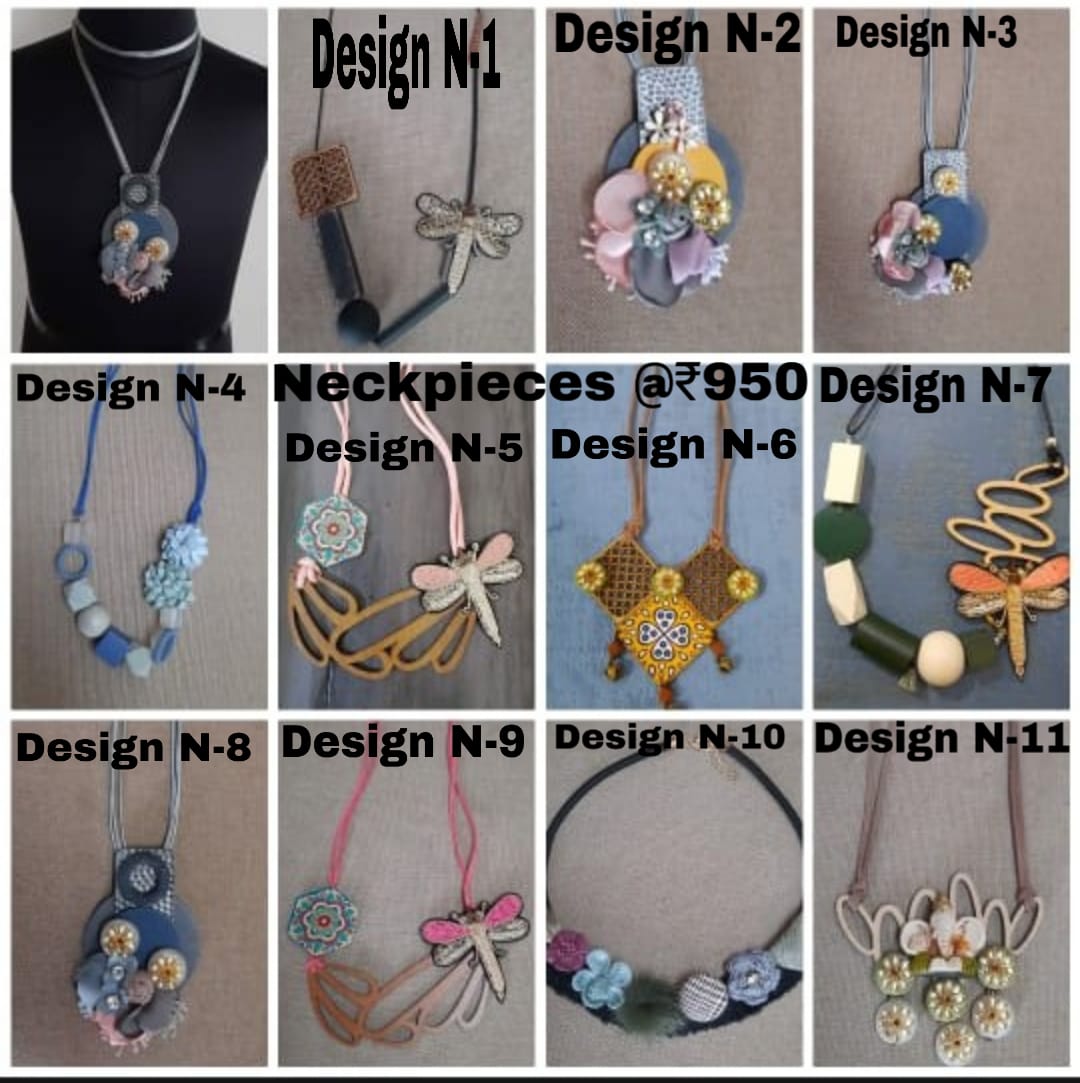 Design N-1
Design N-2
Design N-3
Design N-4
Neckpieces @₹950
Design N-5
Design N-6
Design N-7
Design N-8
Design N-9
Design N-10
Design N-11